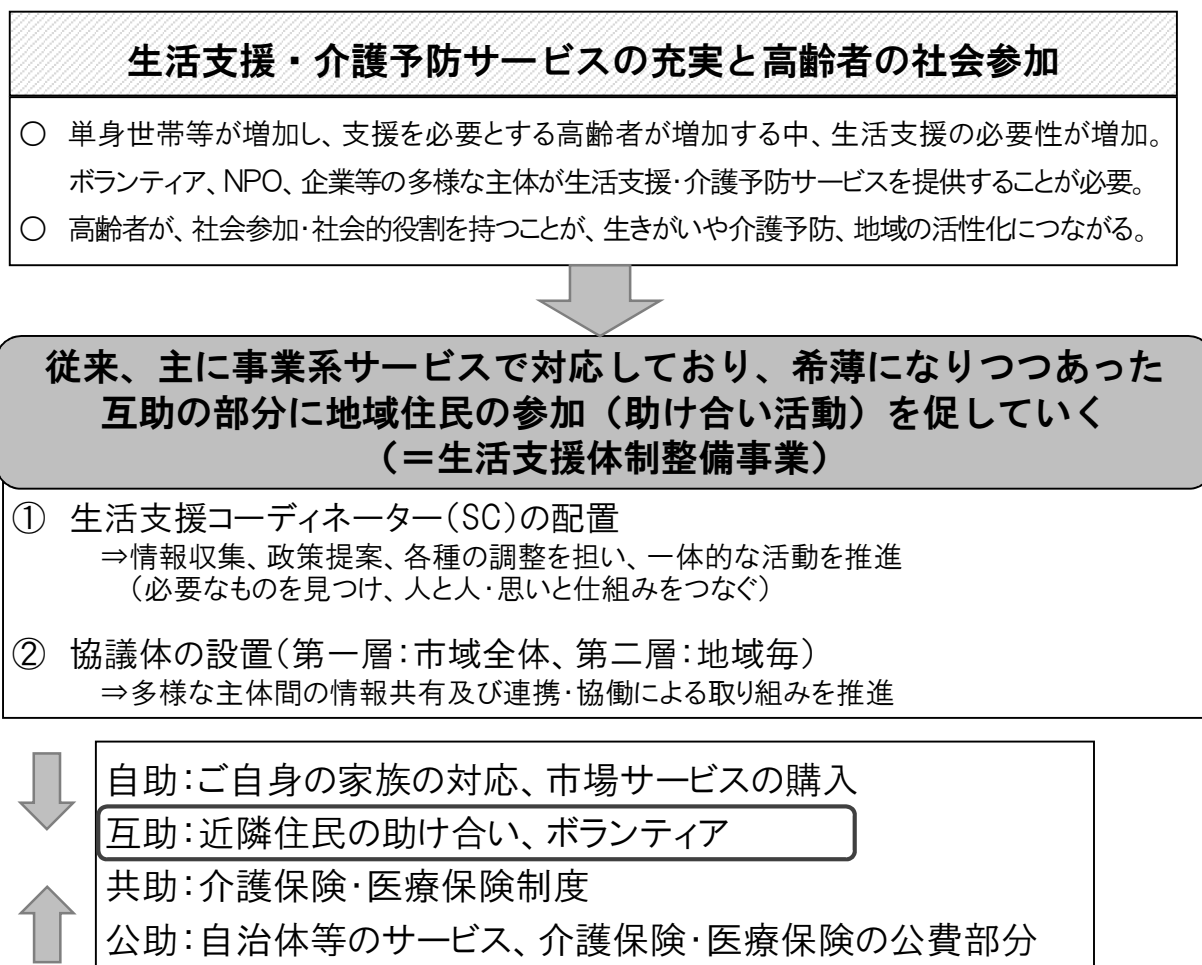 生活支援・介護予防サービスの充実と高齢者の社会参加
○ 単身世帯等が増加し、支援を必要とする高齢者が増加する中、生活支援の必要性が増加。
ボランティア、NPO、企業等の多様な主体が生活支援・介護予防サービスを提供することが必要。
○ 高齢者が、社会参加・社会的役割を持つことが、生きがいや介護予防、地域の活性化につながる。
従来、主に事業系サービスで対応しており、希薄になりつつあった
互助の部分に地域住民の参加（助け合い活動）を促していく
（＝生活支援体制整備事業）
① 生活支援コーディネーター（SC）の配置
⇒情報収集、政策提案、各種の調整を担い、一体的な活動を推進
（必要なものを見つけ、人と人・思いと仕組みをつなぐ）
② 協議体の設置（第一層：市域全体、第二層：地域毎）
⇒多様な主体間の情報共有及び連携・協働による取り組みを推進
自助：ご自身の家族の対応、市場サービスの購入
互助：近隣住民の助け合い、ボランティア
共助：介護保険・医療保険制度
公助：自治体等のサービス、介護保険・医療保険の公費部分